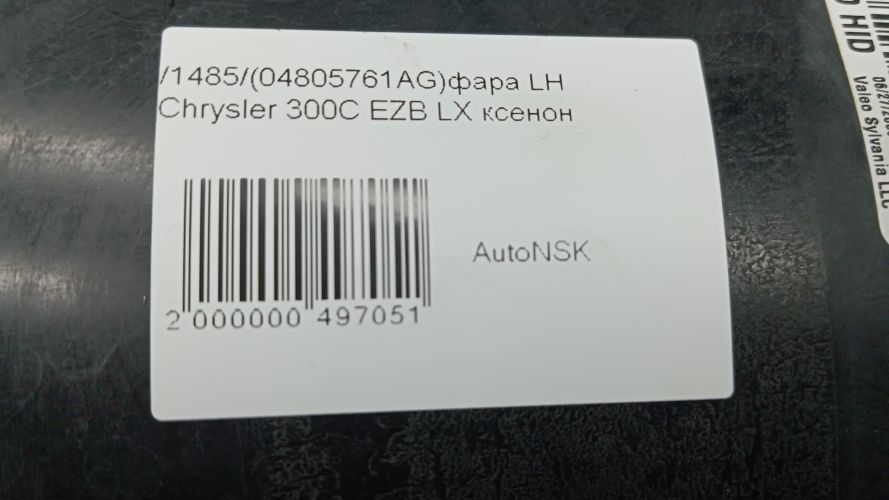 /1485/(04805761AG)фара LH
Chrysler 300C EZB LX ксенон
AutoNSK
2 000000 497051
HID
Valeo Sylvania LLC